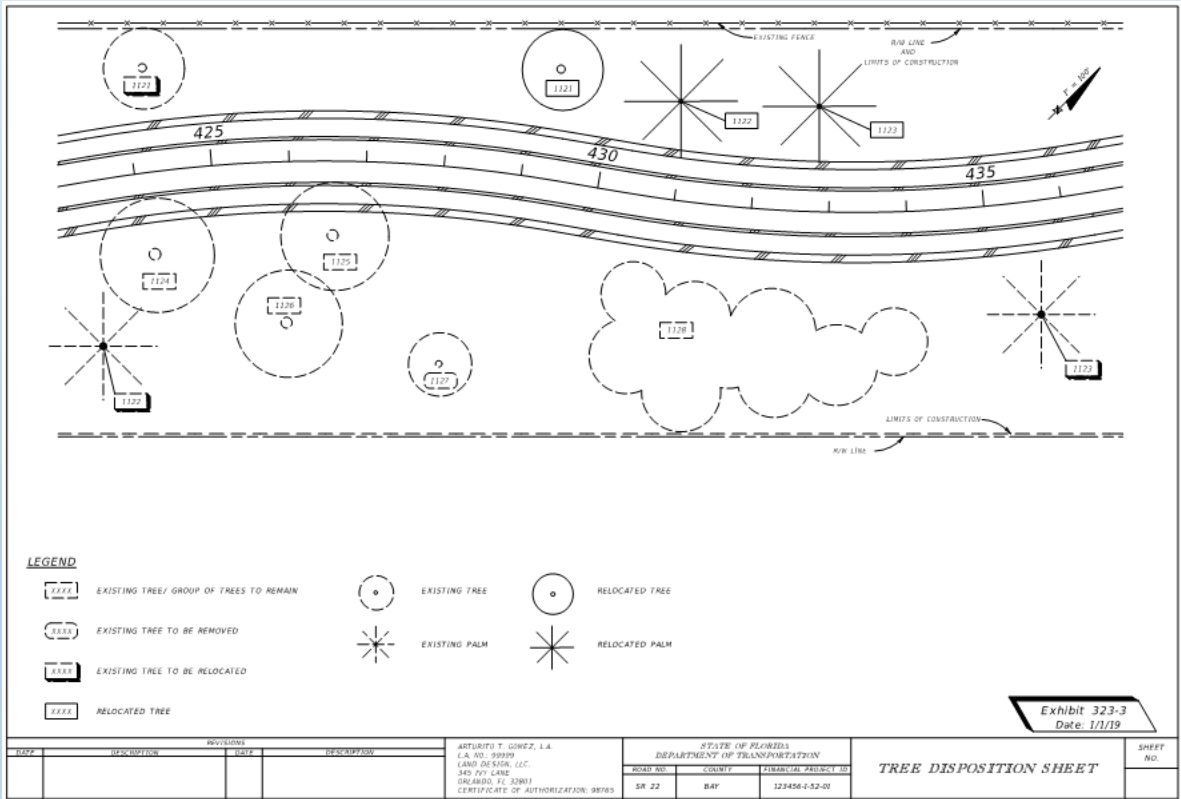 EXISTING FENCE
R/W LINE
AND
LIMITS OF CONSTRUCTION
1" = 100'
1121
1121
1122
1123
425
430
435
1124
1125
1126
1127
1128
1122
1123
LIMITS OF CONSTRUCTION
R/W LINE
LEGEND
XXXX EXISTING TREE/ GROUP OF TREES TO REMAIN
XXXX EXISTING TREE TO BE REMOVED
XXXX EXISTING TREE TO BE RELOCATED
XXXX RELOCATED TREE
EXISTING TREE
EXISTING PALM
RELOCATED TREE
RELOCATED PALM
Exhibit 323-3
Date: 1/1/19
REVISIONS
DATE DESCRIPTION DATE DESCRIPTION
ARTURITO T. GOMEZ, L.A.
L.A. NO.: 99999
LAND DESIGN, LLC.
345 IVY LANE
ORLANDO, FL 32801
CERTIFICATE OF AUTHORIZATION: 98765
STATE OF FLORIDA
DEPARTMENT OF TRANSPORTATION
ROAD NO. COUNTY FINANCIAL PROJECT ID
SR 22 BAY 123456-1-52-01
TREE DISPOSITION SHEET
SHEET
NO.